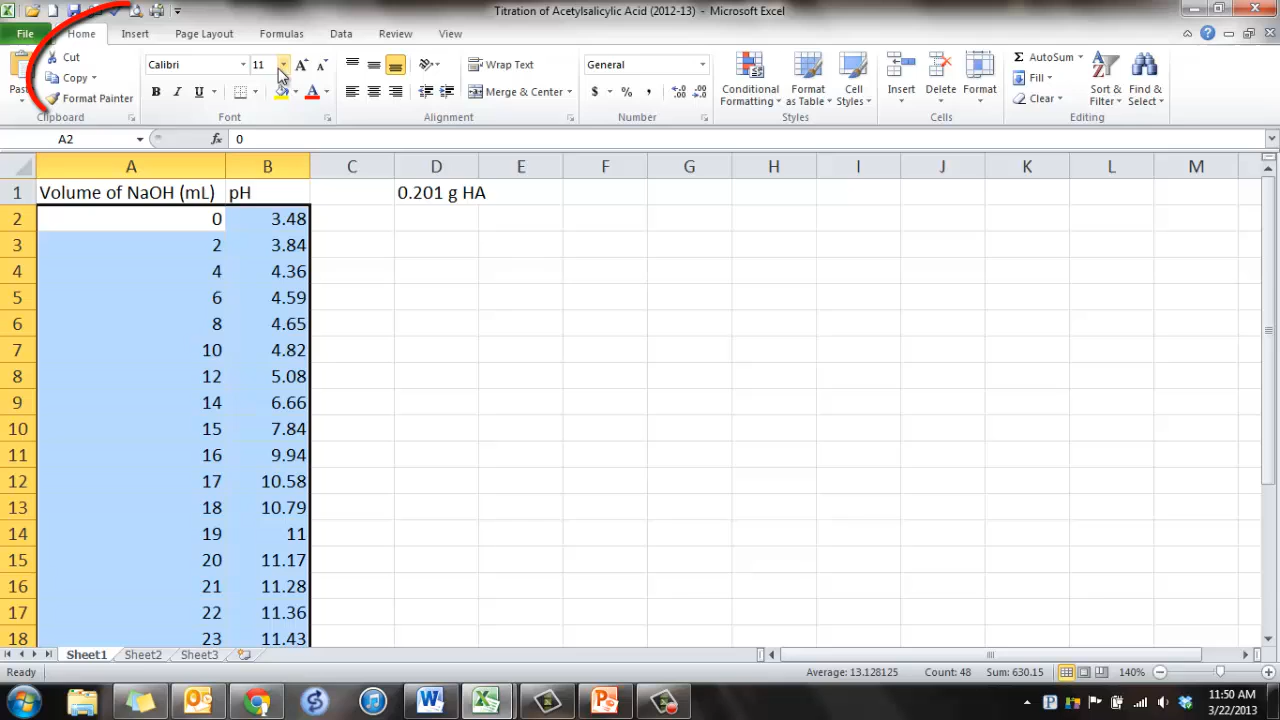 Titration of Acetylsalicylic Acid (2012-13) - Microsoft Excel
File Home Insert Page Layout Formulas Data Review View
Cut
Copy
Format Painter
Clipboard
Calibri 11
Font
Wrap Text
Merge & Center
Alignment
General
$ % ,
Number
Conditional Formatting
Format as Table
Cell Styles
Styles
Insert Delete Format
Cells
Σ AutoSum
Fill
Clear
Sort & Filter
Find & Select
Editing
A2 fx 0
A B C D E F G H I J K L M
1 Volume of NaOH (mL) pH 0.201 g HA
2 0 3.48
3 2 3.84
4 4 4.36
5 6 4.59
6 8 4.65
7 10 4.82
8 12 5.08
9 14 6.66
10 15 7.84
11 16 9.94
12 17 10.58
13 18 10.79
14 19 11
15 20 11.17
16 21 11.28
17 22 11.36
18 23 11.43
Sheet1 Sheet2 Sheet3
Ready Average: 13.128125 Count: 48 Sum: 630.15 140%
11:50 AM
3/22/2013